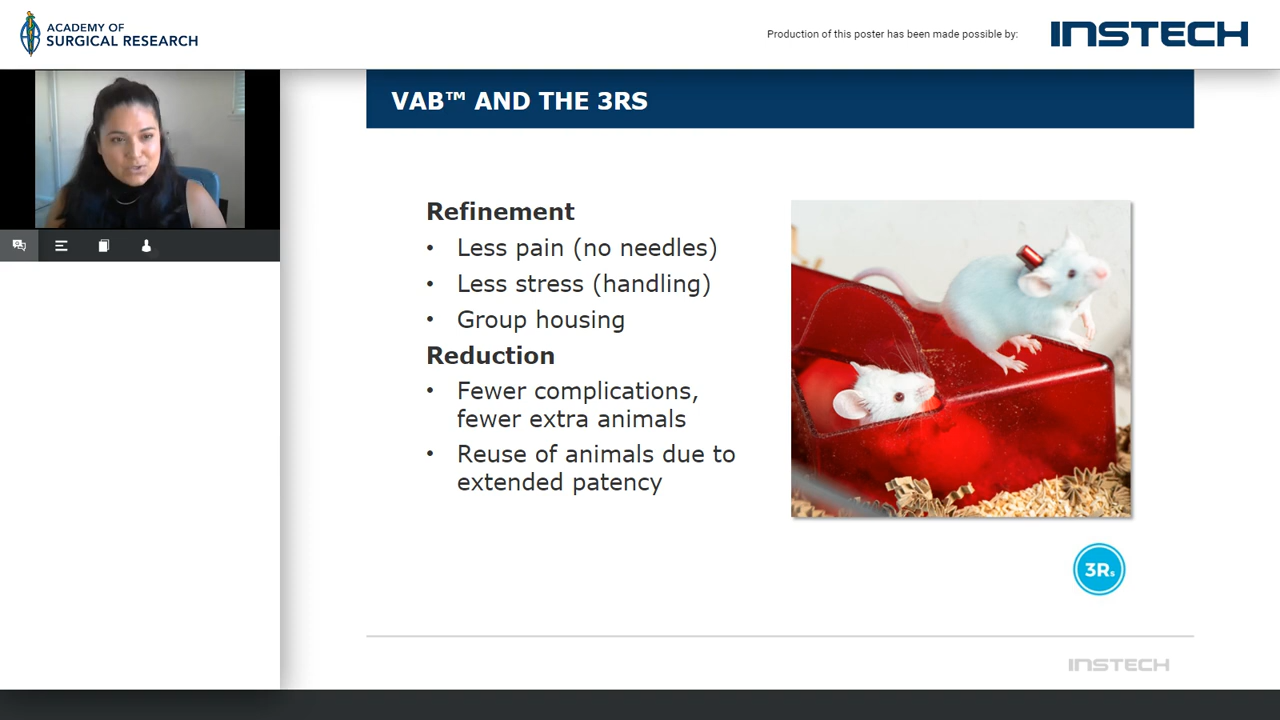 ACADEMY OF
SURGICAL RESEARCH
Production of this poster has been made possible by:
INSTECH
VAB™ AND THE 3RS
Refinement
• Less pain (no needles)
• Less stress (handling)
• Group housing
Reduction
• Fewer complications,
fewer extra animals
• Reuse of animals due to
extended patency
3Rs
INSTECH